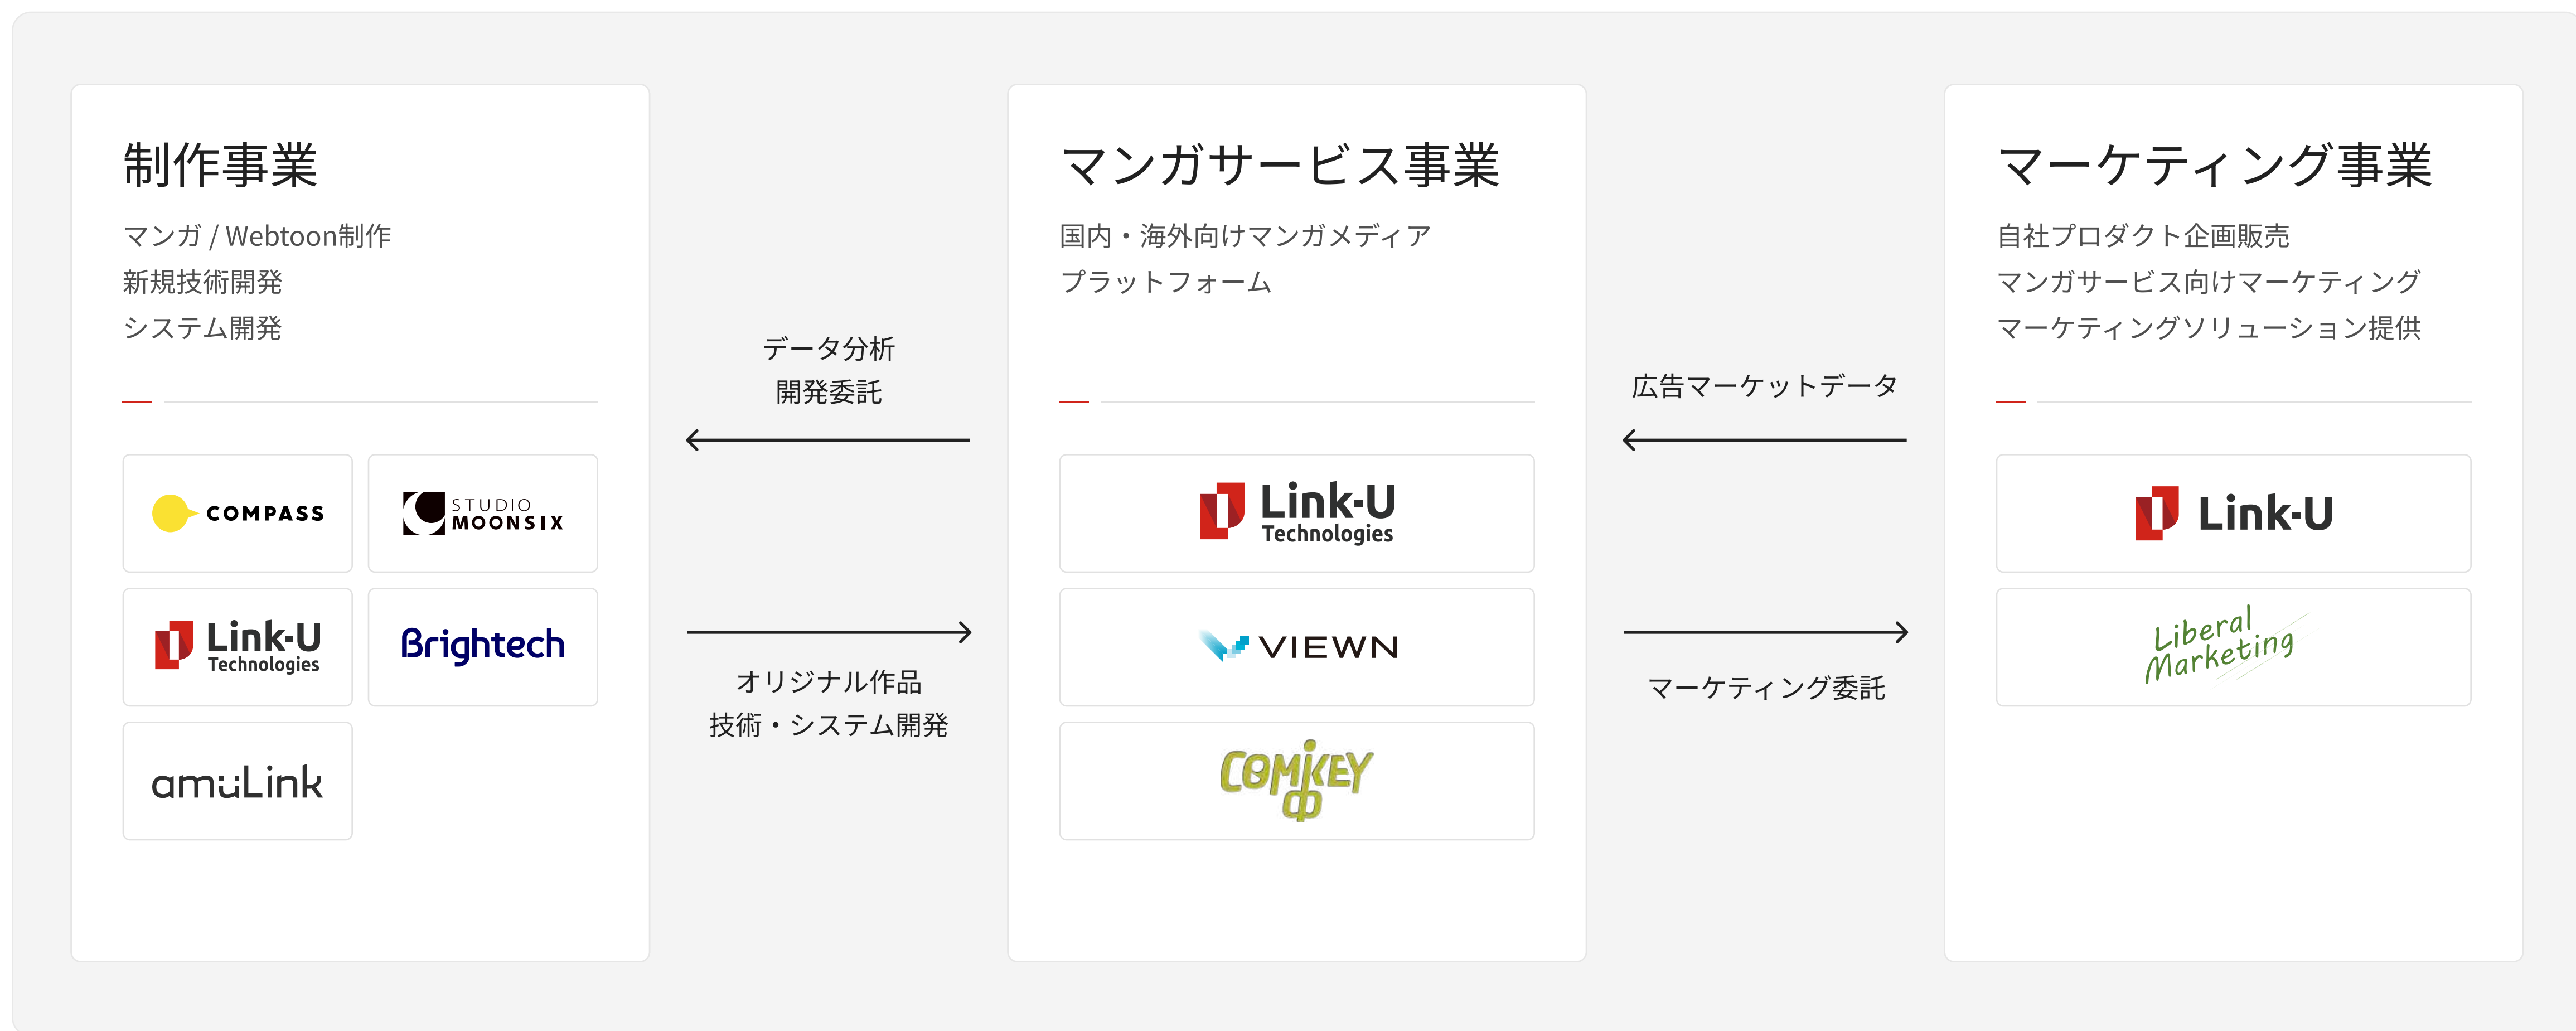 制作事業
マンガ / Webtoon制作
新規技術開発
システム開発
COMPASS
STUDIO
MOONSIX
Link-U
Technologies
Brightech
amuLink
データ分析
開発委託
オリジナル作品
技術・システム開発
マンガサービス事業
国内・海外向けマンガメディア
プラットフォーム
Link-U
Technologies
VIEWN
COMIKEY
広告マーケットデータ
マーケティング委託
マーケティング事業
自社プロダクト企画販売
マンガサービス向けマーケティング
マーケティングソリューション提供
Link-U
Liberal
Marketing